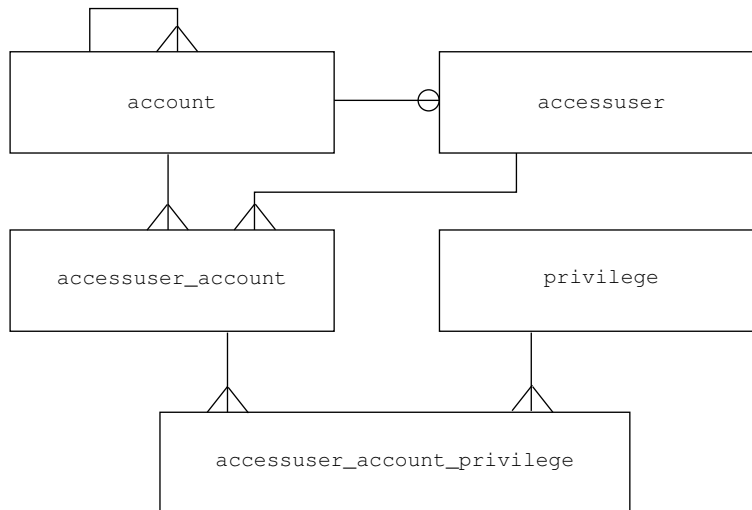 account
accessuser
accessuser_account
privilege
accessuser_account_privilege